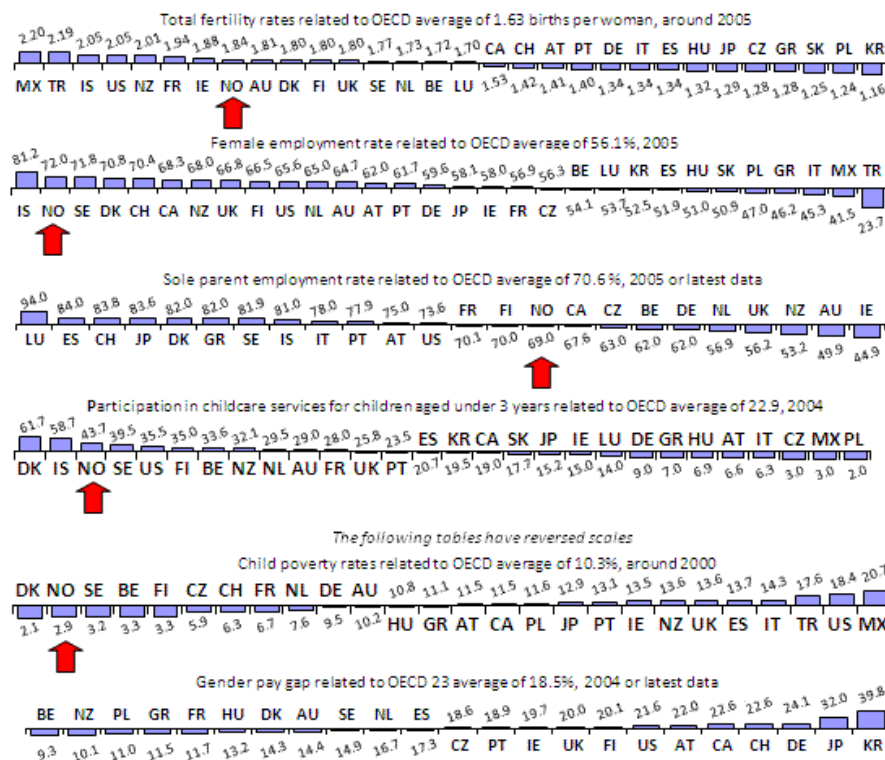 Total fertility rates related to OECD average of 1.63 births per woman, around 2005
2.20 2.19 2.05 2.05 2.01 1.94 1.88 1.84 1.81 1.80 1.80 1.80 1.77 1.73 1.72 1.70 CA CH AT PT DE IT ES HU JP CZ GR SK PL KR
MX TR IS US NZ FR IE NO AU DK FI UK SE NL BE LU 1.53 1.42 1.41 1.40 1.34 1.34 1.34 1.32 1.29 1.28 1.28 1.25 1.24 1.16
Female employment rate related to OECD average of 56.1%, 2005
81.2 72.0 71.8 70.8 70.4 68.3 68.0 66.8 66.5 65.6 65.0 64.7 62.0 61.7 59.6 58.1 58.0 56.9 56.3 BE LU KR ES HU SK PL GR IT MX TR
IS NO SE DK CH CA NZ UK FI US NL AU AT PT DE JP IE FR CZ 54.1 53.7 52.5 51.9 51.0 50.9 47.0 46.2 45.3 41.5 23.7
Sole parent employment rate related to OECD average of 70.6%, 2005 or latest data
94.0 84.0 83.8 83.6 82.0 82.0 81.9 81.0 78.0 77.9 75.0 73.6 FR FI NO CA CZ BE DE NL UK NZ AU IE
LU ES CH JP DK GR SE IS IT PT AT US 70.1 70.0 69.0 67.6 63.0 62.0 62.0 56.9 56.2 53.2 49.9 44.9
Participation in childcare services for children aged under 3 years related to OECD average of 22.9, 2004
61.7 58.7 43.7 39.5 35.5 35.0 33.6 32.1 29.5 29.0 28.0 25.8 23.5 ES KR CA SK JP IE LU DE GR HU AT IT CZ MX PL
DK IS NO SE US FI BE NZ NL AU FR UK PT 20.7 19.5 19.0 17.7 15.2 15.0 14.0 9.0 7.0 6.9 6.6 6.3 3.0 3.0 2.0
The following tables have reversed scales
Child poverty rates related to OECD average of 10.3%, around 2000
DK NO SE BE FI CZ CH FR NL DE AU 10.8 11.1 11.5 11.5 11.6 12.9 13.1 13.5 13.6 13.6 13.7 14.3 17.6 18.4 20.7
2.1 2.9 3.2 3.3 3.3 5.9 6.3 6.7 7.6 9.5 10.2 HU GR AT CA PL JP PT IE NZ UK ES IT TR US MX
Gender pay gap related to OECD 23 average of 18.5%, 2004 or latest data
BE NZ PL GR FR HU DK AU SE NL ES 18.6 18.9 19.7 20.0 20.1 21.6 22.0 22.6 22.6 24.1 32.0 39.8
9.3 10.1 11.0 11.5 11.7 13.2 14.3 14.4 14.9 16.7 17.3 CZ PT IE UK FI US AT CA CH DE JP KR